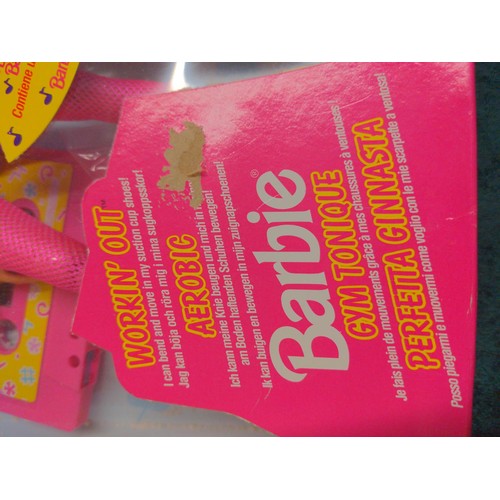 Contiene
WORKIN' OUT™
I can bend and move in my suction cup shoes!
Jag kan böja och röra mig i mina sugkoppsskor!
AEROBIC
Ich kann meine Knie beugen und mich in
am Boden haftenden Schuhen bewegen!
Ik kan buigen en bewegen in mijn zuignapschoenen!
Barbie®
GYM TONIQUE
Je fais plein de mouvements grâce à mes chaussures à ventouses!
PERFETTA GINNASTA
Posso piegarmi e muovermi come voglio con le mie scarpette a ventosa!